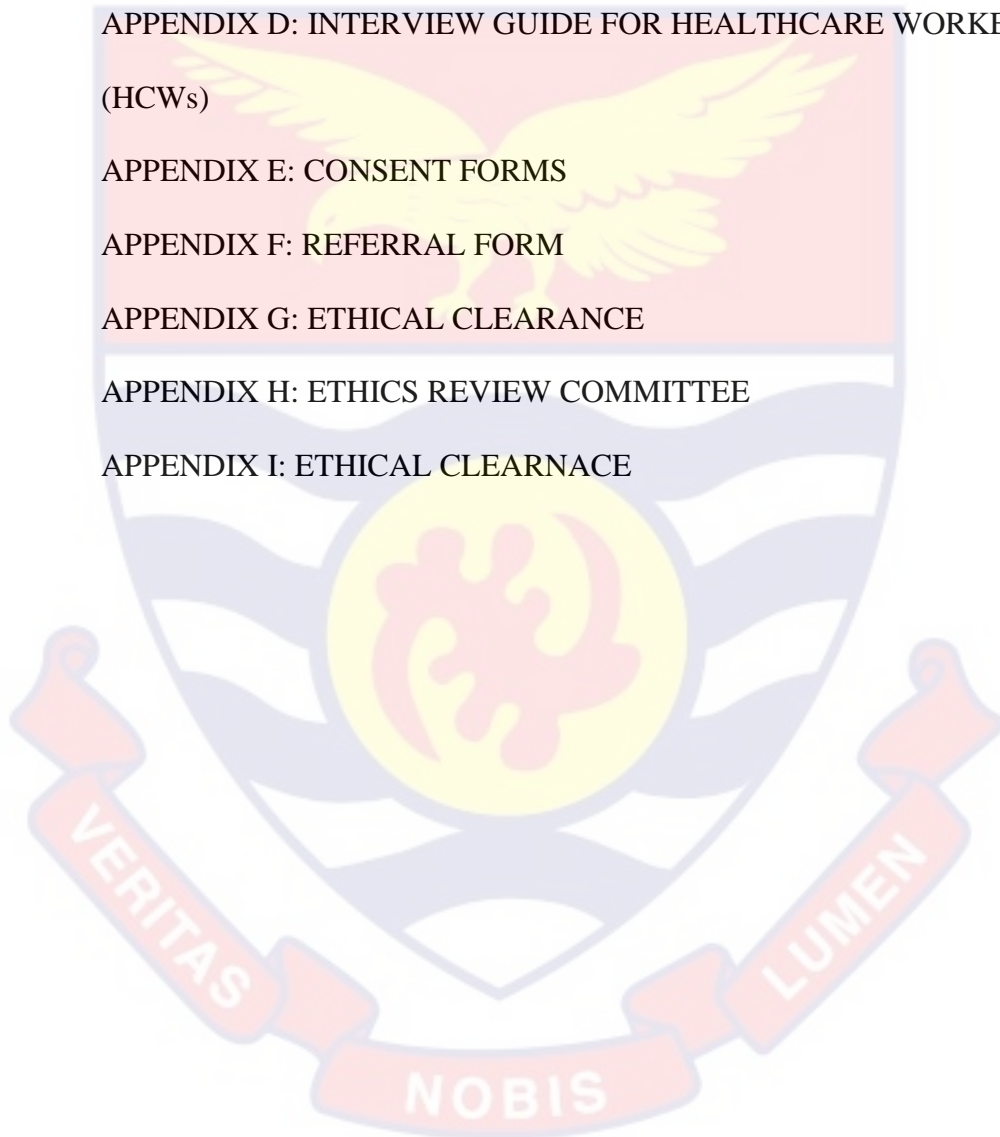 APPENDIX D: INTERVIEW GUIDE FOR HEALTHCARE
(HCWs)
APPENDIX E: CONSENT FORMS
APPENDIX F: REFERRAL FORM
APPENDIX G: ETHICAL CLEARANCE
APPENDIX H: ETHICS REVIEW COMMITTEE
APPENDIX I: ETHICAL CLEARNACE
VERITAS
NOBIS
LUMEN